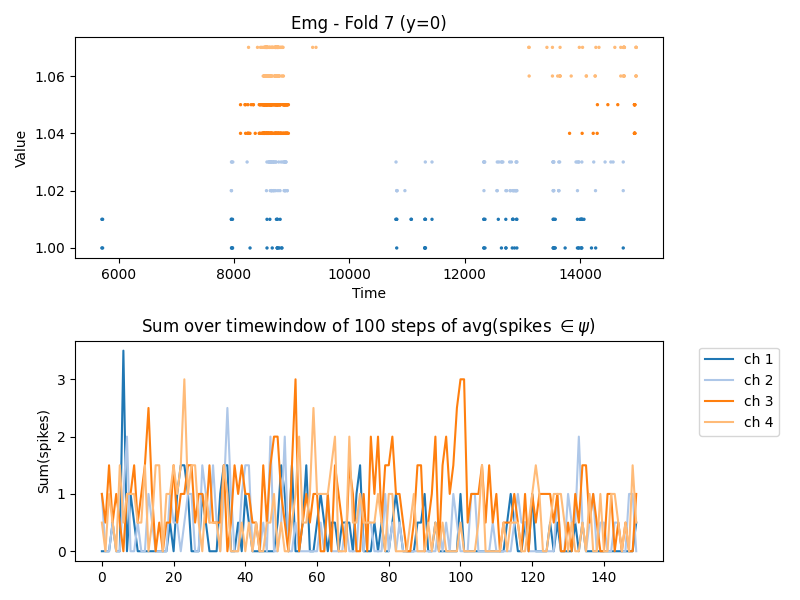 Emg - Fold 7 (y=0)
Value
1.06
1.04
1.02
1.00
6000 8000 10000 12000 14000
Time
Sum over timewindow of 100 steps of avg(spikes ∈ψ)
Sum(spikes)
3
2
1
0
0 20 40 60 80 100 120 140
ch 1
ch 2
ch 3
ch 4